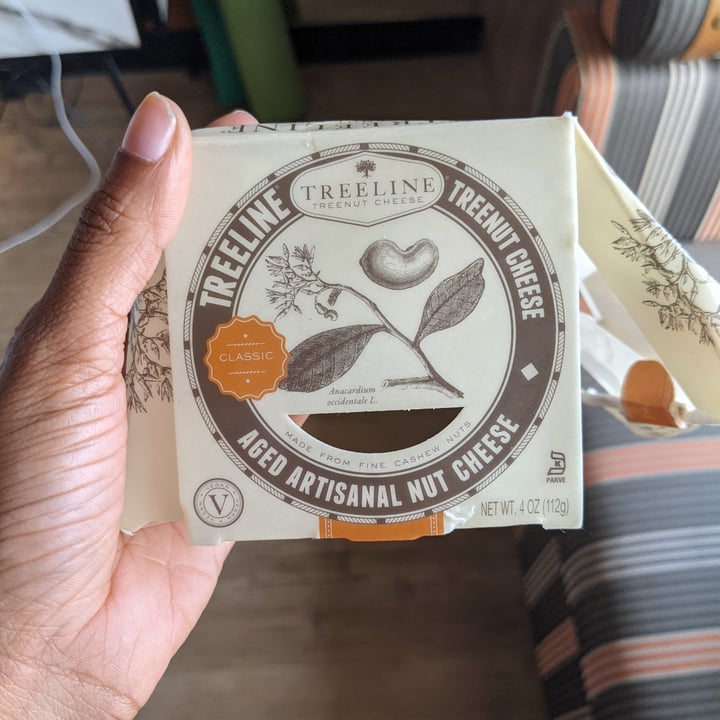 TREELINE
TREENUT CHEESE
TREELINE®
TREENUT CHEESE
CLASSIC
Anacardium
occidentale L.
MADE FROM FINE CASHEW NUTS
AGED ARTISANAL NUT CHEESE
V
K
PARVE
NET WT. 4 OZ (112g)